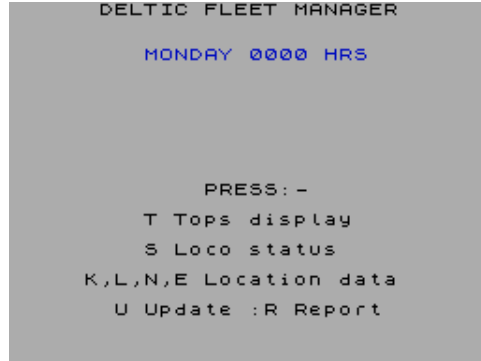 DELTIC FLEET MANAGER
MONDAY 0000 HRS
PRESS:-
T Tops display
S Loco status
K,L,N,E Location data
U Update :R Report